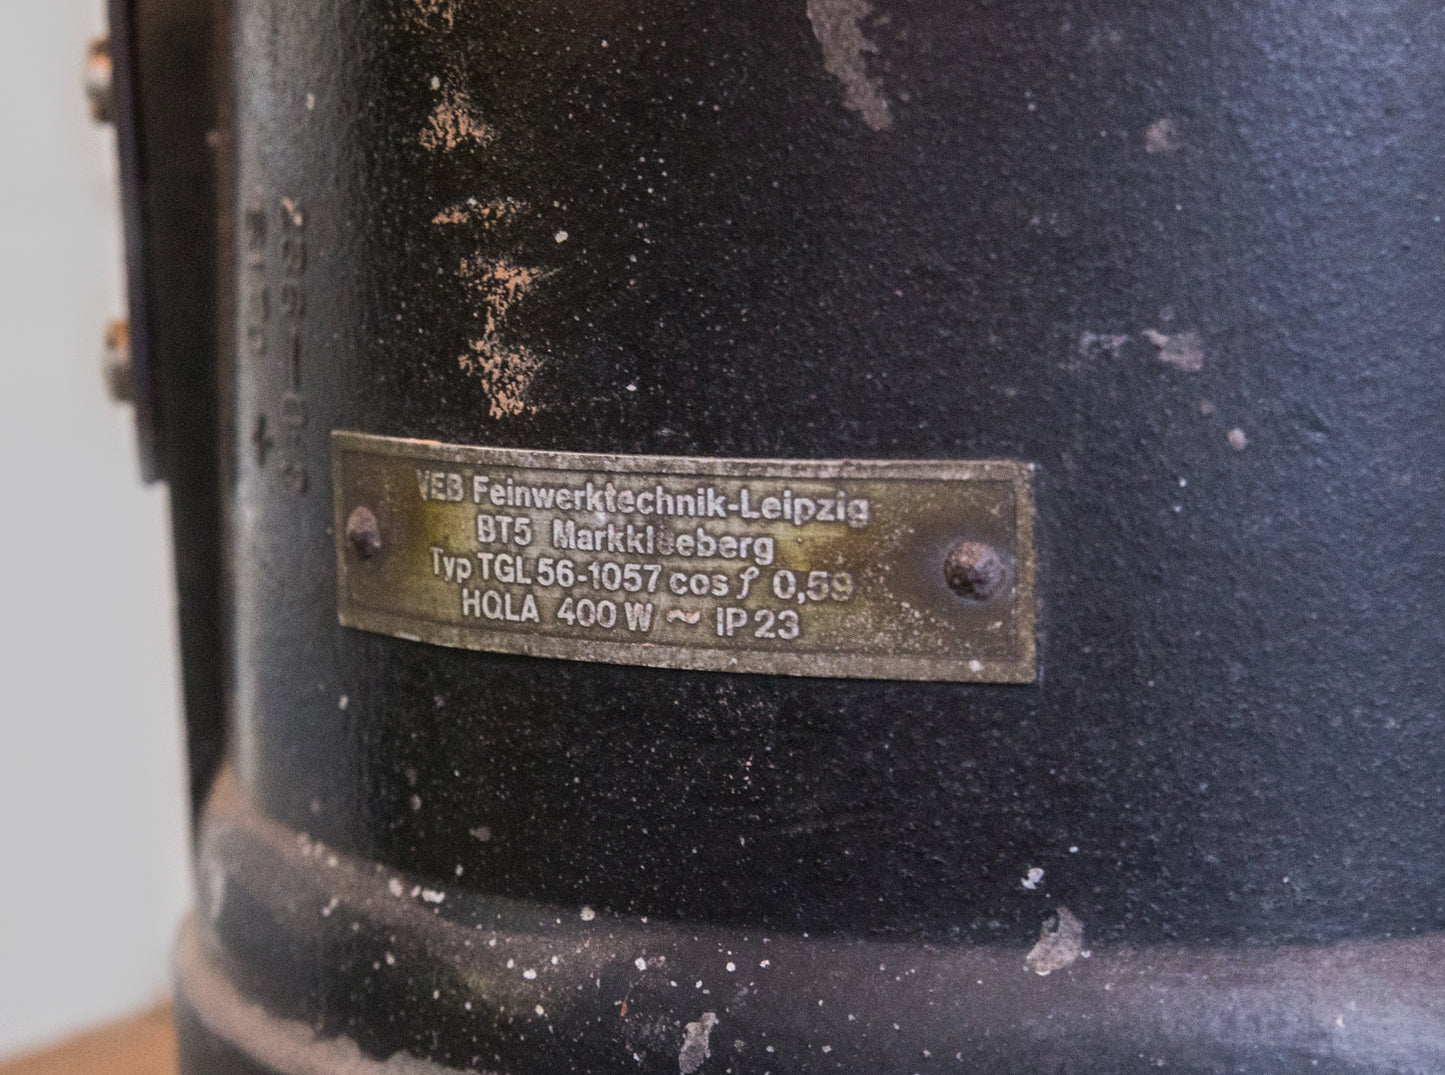 VEB Feinwerktechnik-Leipzig
BT5 Markkleeberg
Typ TGL 56-1057 cos φ 0,59
HQLA 400 W ~ IP 23